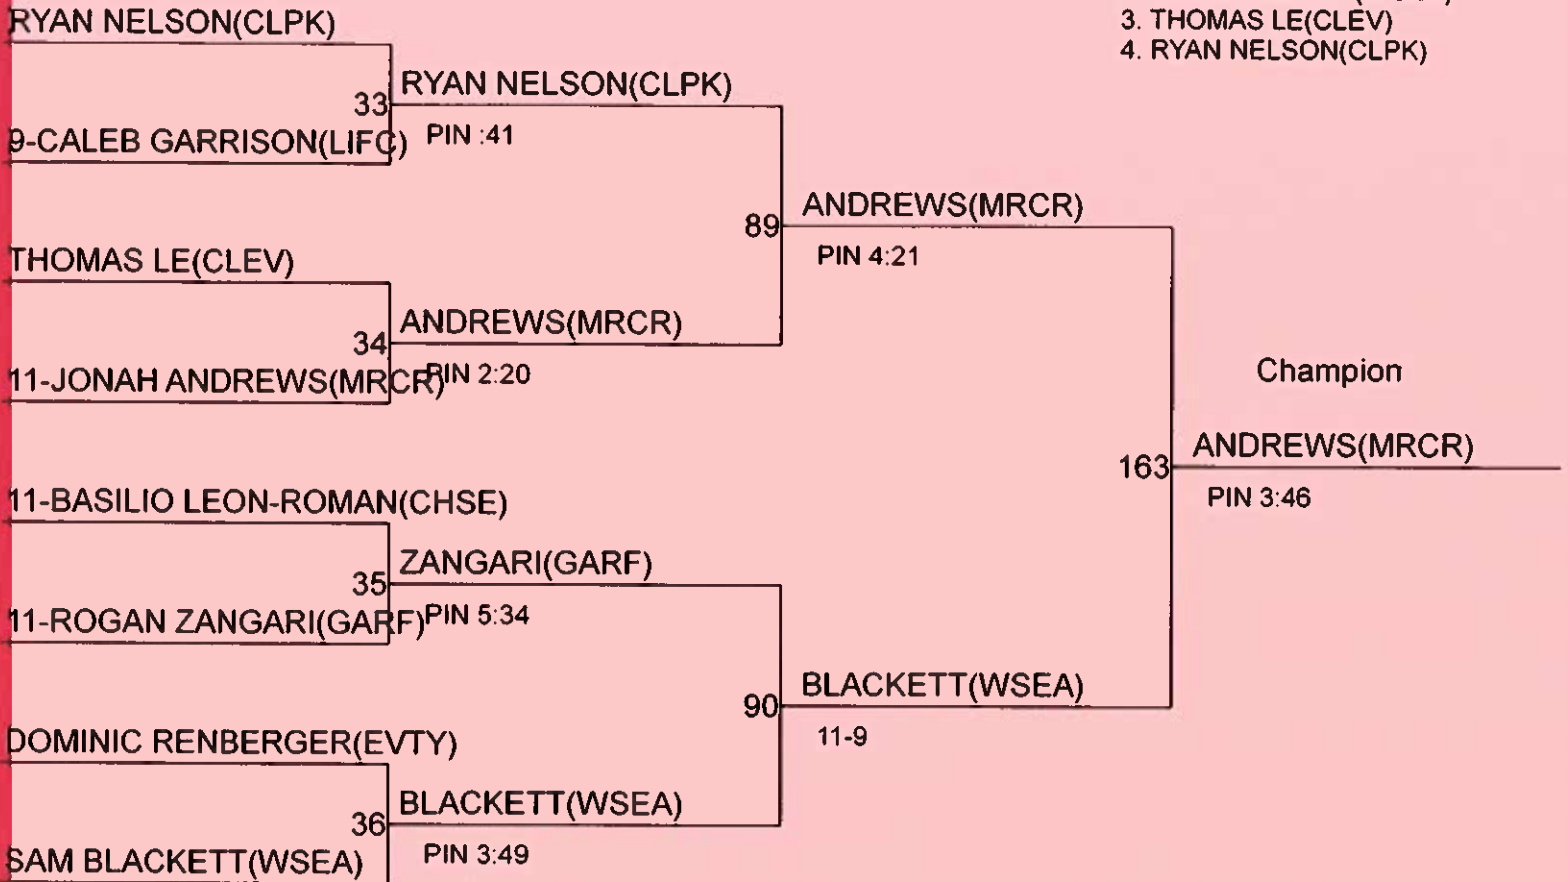 RYAN NELSON(CLPK)
3. THOMAS LE(CLEV)
4. RYAN NELSON(CLPK)
RYAN NELSON(CLPK)
33
PIN :41
9-CALEB GARRISON(LIFC)
ANDREWS(MRCR)
89
PIN 4:21
THOMAS LE(CLEV)
ANDREWS(MRCR)
34
PIN 2:20
11-JONAH ANDREWS(MRCR)
Champion
ANDREWS(MRCR)
163
PIN 3:46
11-BASILIO LEON-ROMAN(CHSE)
ZANGARI(GARF)
35
PIN 5:34
11-ROGAN ZANGARI(GARF)
BLACKETT(WSEA)
90
11-9
DOMINIC RENBERGER(EVTY)
BLACKETT(WSEA)
36
PIN 3:49
SAM BLACKETT(WSEA)